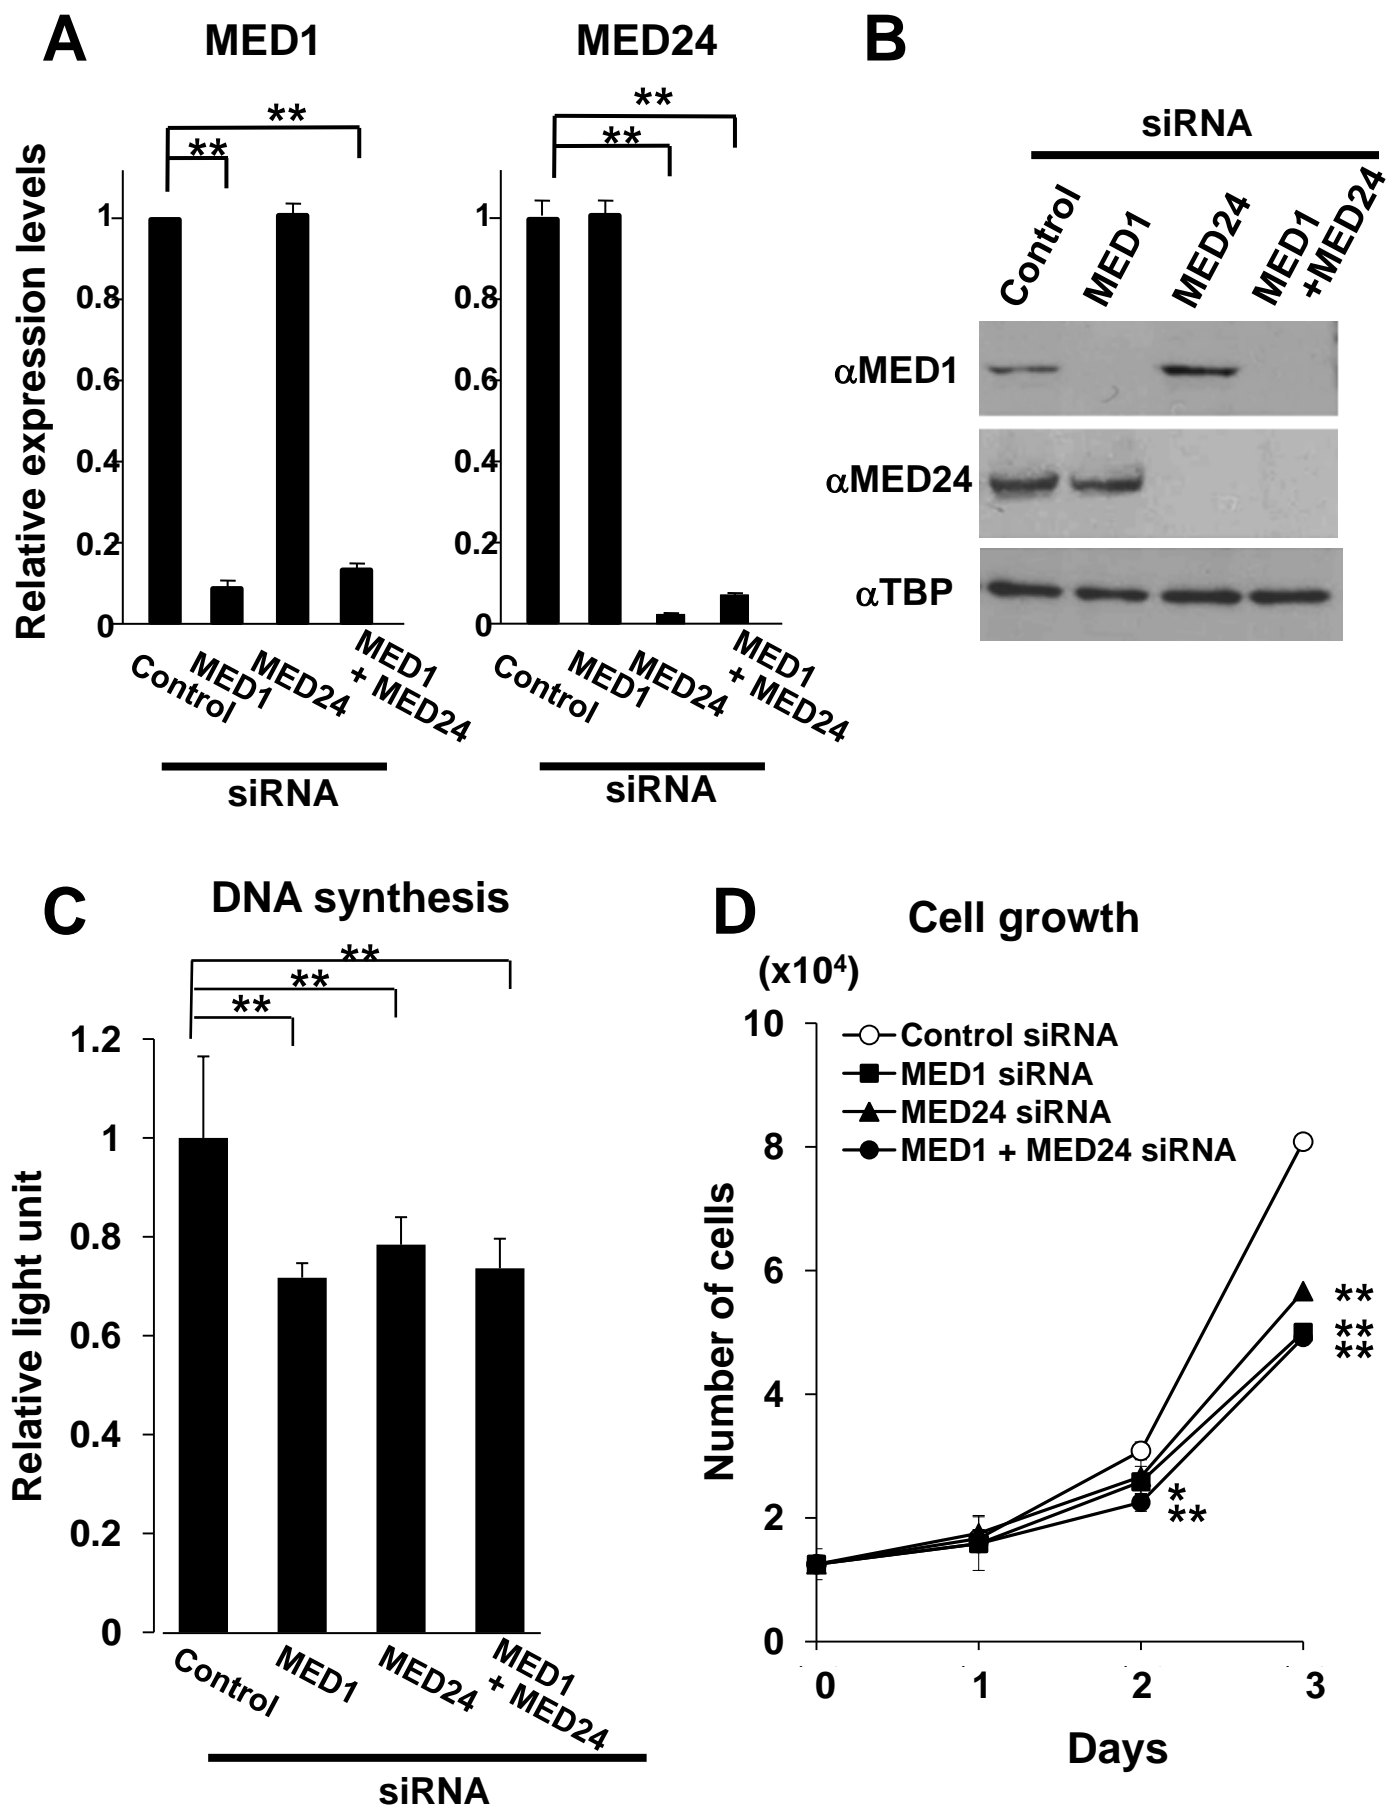 A
MED1
MED24
**
**
**
**
Relative expression levels
1
0.8
0.6
0.4
0.2
0
1
0.8
0.6
0.4
0.2
0
Control
MED1
MED24
MED1
+ MED24
siRNA
Control
MED1
MED24
MED1
+ MED24
siRNA
B
siRNA
Control
MED1
MED24
MED1
+MED24
αMED1
αMED24
αTBP
C
DNA synthesis
**
**
**
Relative light unit
1.2
1
0.8
0.6
0.4
0.2
0
Control
MED1
MED24
MED1
+ MED24
siRNA
D
Cell growth
(x10⁴)
Number of cells
10
8
6
4
2
0
Control siRNA
MED1 siRNA
MED24 siRNA
MED1 + MED24 siRNA
**
**
**
*
**
0 1 2 3
Days